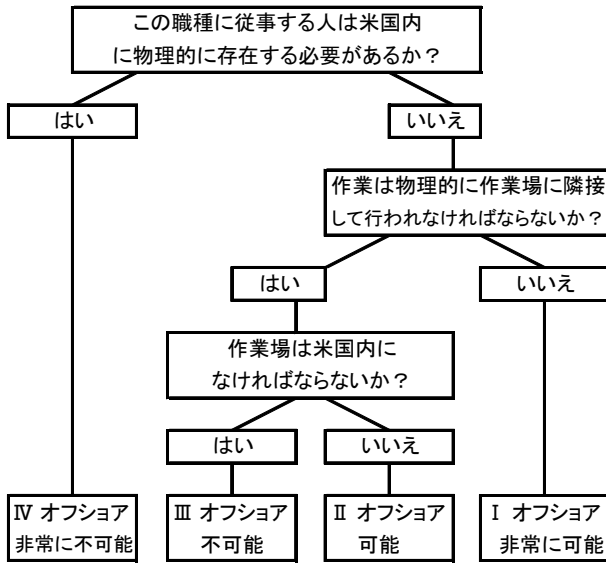 この職種に従事する人は米国内
に物理的に存在する必要があるか？
はい
いいえ
作業は物理的に作業場に隣接
して行われなければならないか？
はい
いいえ
作業場は米国内に
なければならないか？
はい
いいえ
Ⅳ オフショア
非常に不可能
Ⅲ オフショア
不可能
Ⅱ オフショア
可能
Ⅰ オフショア
非常に可能